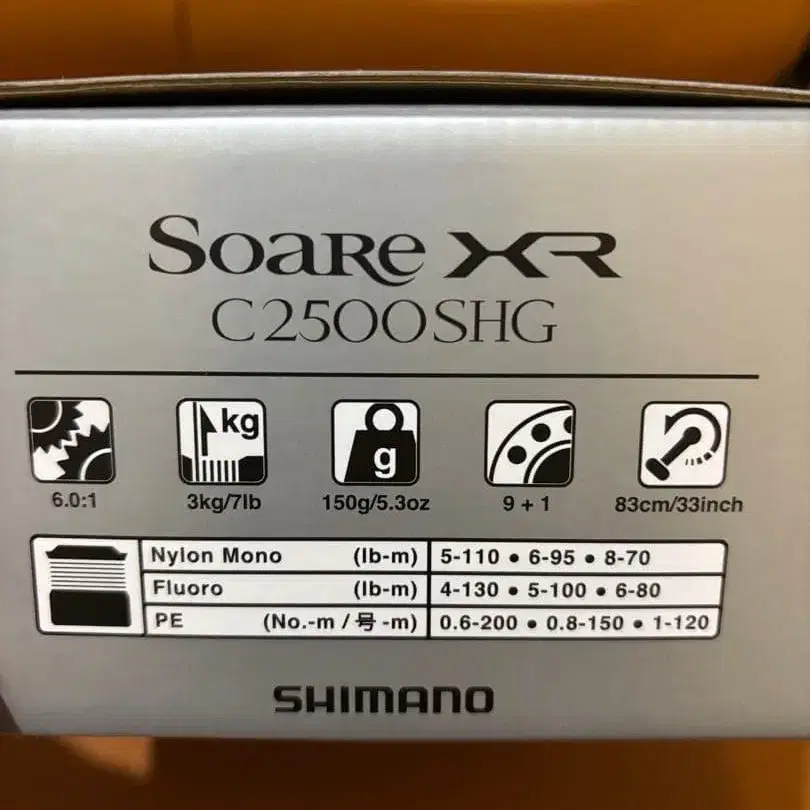 Soare XR
C2500SHG
kg
g
6.0:1 3kg/7lb 150g/5.3oz 9 + 1 83cm/33inch
Nylon Mono (lb-m) 5-110 • 6-95 • 8-70
Fluoro (lb-m) 4-130 • 5-100 • 6-80
PE (No.-m / 号 -m) 0.6-200 • 0.8-150 • 1-120
SHIMANO